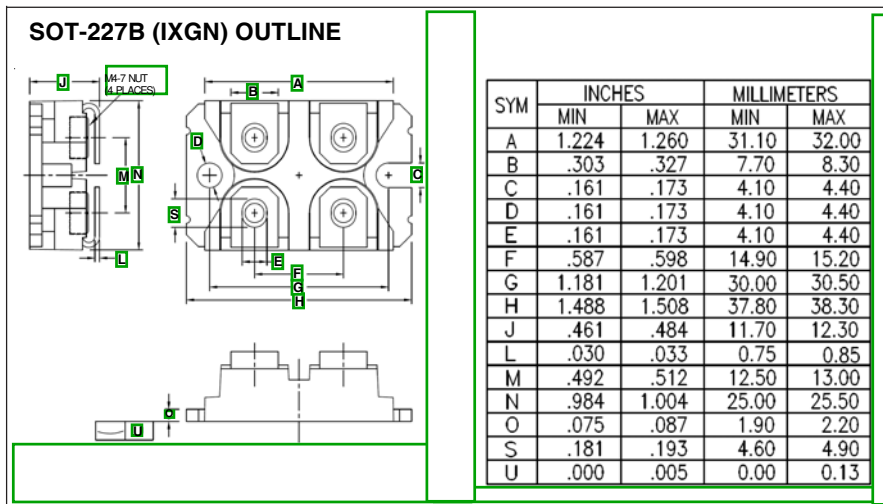 SOT-227B (IXGN) OUTLINE
J
M4-7 NUT
(4 PLACES)
A
B
D
M
N
C
S
L
E
F
G
H
O
U
SYM INCHES MILLIMETERS
MIN MAX MIN MAX
A 1.224 1.260 31.10 32.00
B .303 .327 7.70 8.30
C .161 .173 4.10 4.40
D .161 .173 4.10 4.40
E .161 .173 4.10 4.40
F .587 .598 14.90 15.20
G 1.181 1.201 30.00 30.50
H 1.488 1.508 37.80 38.30
J .461 .484 11.70 12.30
L .030 .033 0.75 0.85
M .492 .512 12.50 13.00
N .984 1.004 25.00 25.50
O .075 .087 1.90 2.20
S .181 .193 4.60 4.90
U .000 .005 0.00 0.13